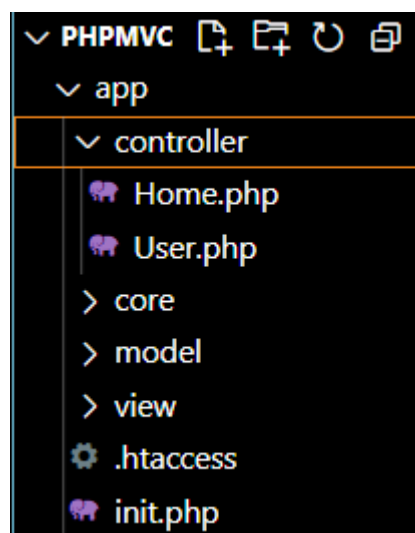 PHPMVC
app
controller
Home.php
User.php
core
model
view
.htaccess
init.php